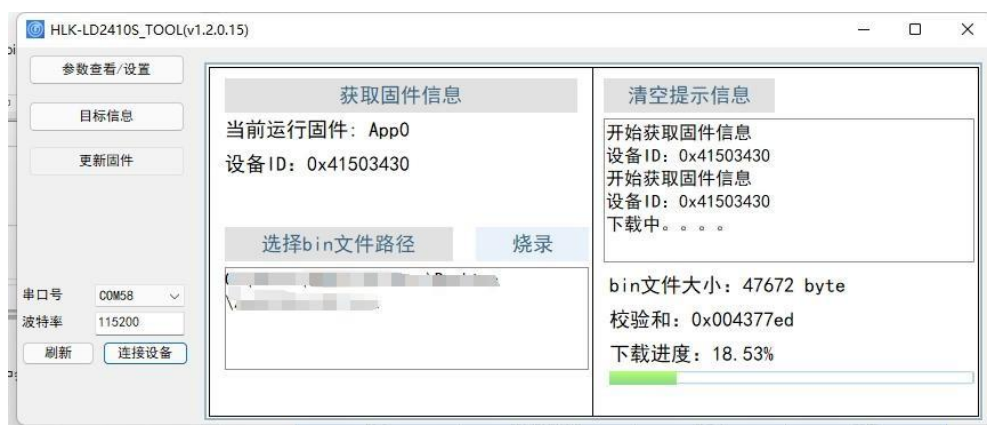 HLK-LD2410S_TOOL(v1.2.0.15)
参数查看/设置
目标信息
更新固件
串口号 COM58
波特率 115200
刷新 连接设备
获取固件信息
当前运行固件: App0
设备ID: 0x41503430
选择bin文件路径 烧录
清空提示信息
开始获取固件信息
设备ID: 0x41503430
开始获取固件信息
设备ID: 0x41503430
下载中。。。。
bin文件大小: 47672 byte
校验和: 0x004377ed
下载进度: 18.53%